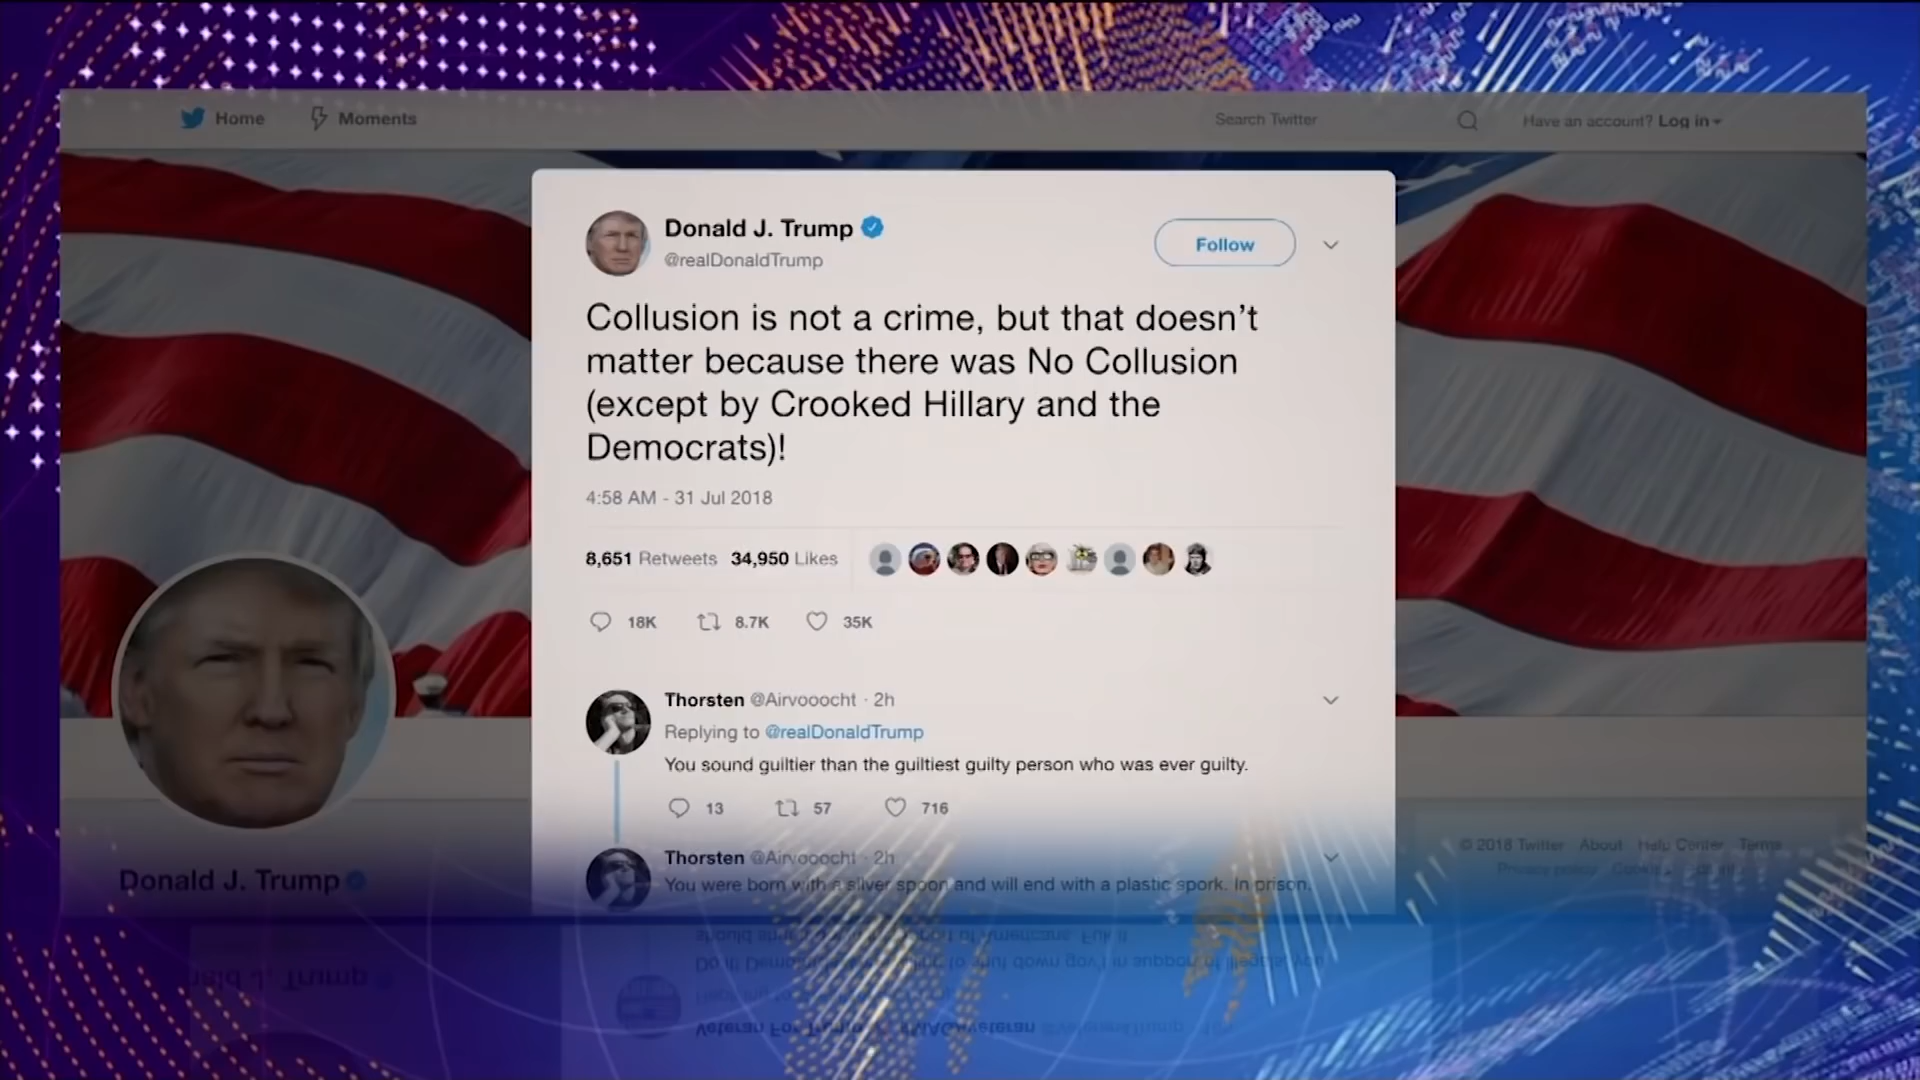 Home Moments Search Twitter Have an account? Log in
Donald J. Trump
@realDonaldTrump
Follow
Collusion is not a crime, but that doesn’t
matter because there was No Collusion
(except by Crooked Hillary and the
Democrats)!
4:58 AM - 31 Jul 2018
8,651 Retweets 34,950 Likes
18K 8.7K 35K
Thorsten @Airvooocht · 2h
Replying to @realDonaldTrump
You sound guiltier than the guiltiest guilty person who was ever guilty.
13 57 716
Thorsten @Airvooocht · 2h
You were born with a silver spoon and will end with a plastic spork. In prison.
Donald J. Trump
© 2018 Twitter About Help Center Terms
Privacy policy Cookies